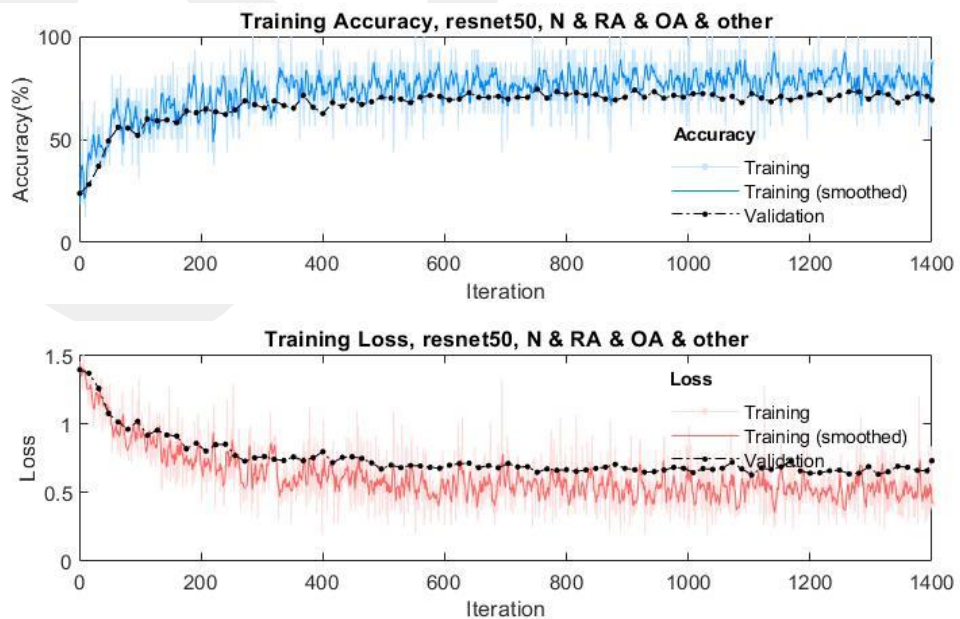 Training Accuracy, resnet50, N & RA & OA & other
100
50
0
Accuracy(%)
Accuracy
Training
Training (smoothed)
Validation
0 200 400 600 800 1000 1200 1400
Iteration
Training Loss, resnet50, N & RA & OA & other
1.5
1
0.5
0
Loss
Loss
Training
Training (smoothed)
Validation
0 200 400 600 800 1000 1200 1400
Iteration